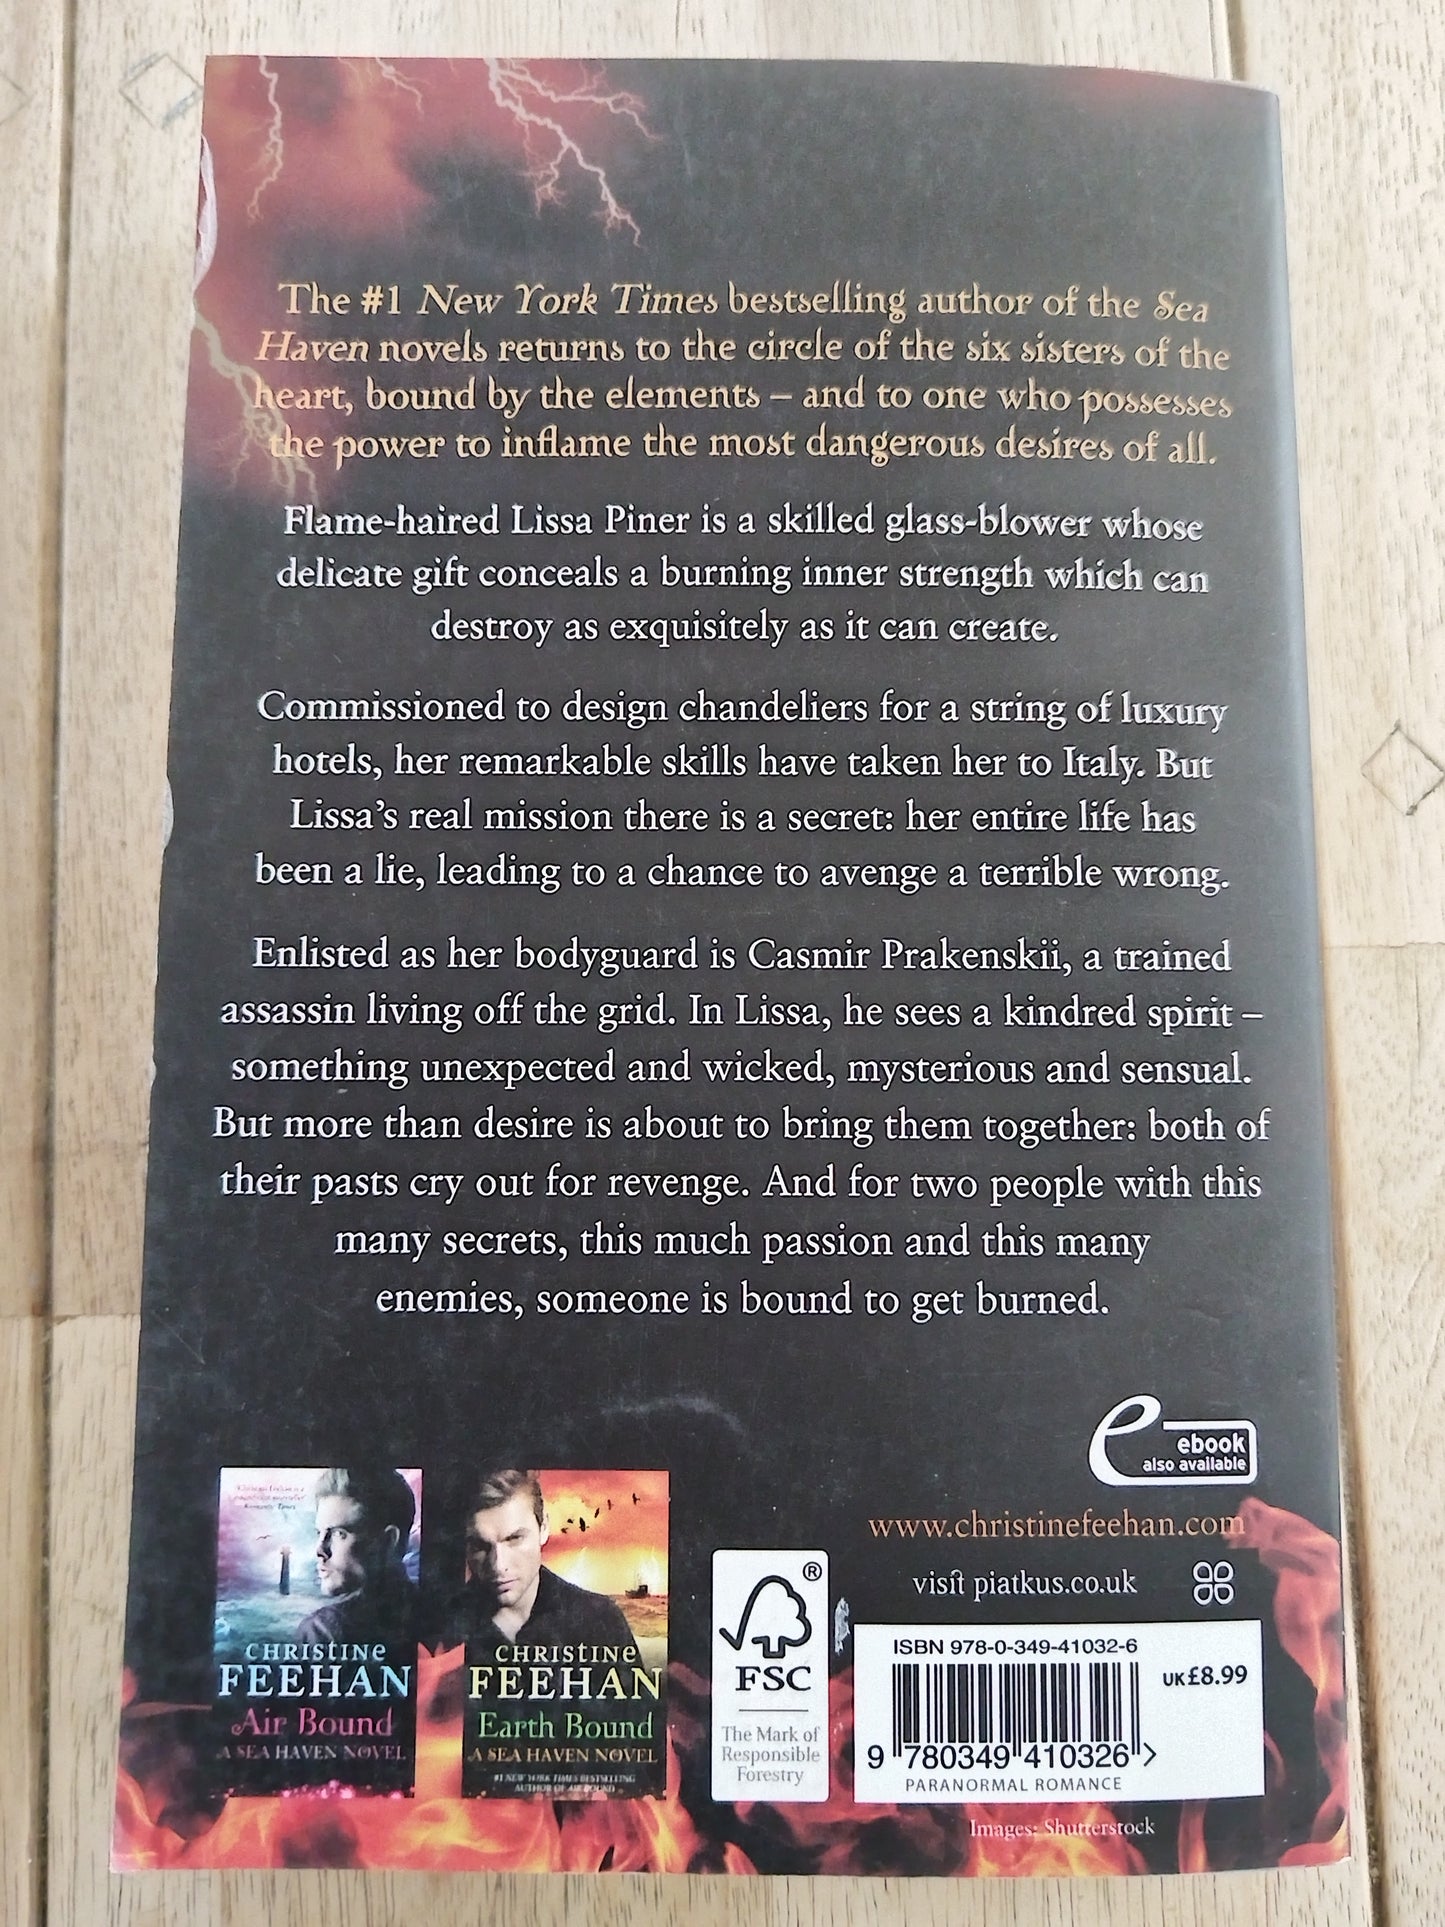 The #1 New York Times bestselling author of the Sea
Haven novels returns to the circle of the six sisters of the
heart, bound by the elements – and to one who possesses
the power to inflame the most dangerous desires of all.
Flame-haired Lissa Piner is a skilled glass-blower whose
delicate gift conceals a burning inner strength which can
destroy as exquisitely as it can create.
Commissioned to design chandeliers for a string of luxury
hotels, her remarkable skills have taken her to Italy. But
Lissa's real mission there is a secret: her entire life has
been a lie, leading to a chance to avenge a terrible wrong.
Enlisted as her bodyguard is Casmir Prakenskii, a trained
assassin living off the grid. In Lissa, he sees a kindred spirit –
something unexpected and wicked, mysterious and sensual.
But more than desire is about to bring them together: both of
their pasts cry out for revenge. And for two people with this
many secrets, this much passion and this many
enemies, someone is bound to get burned.
e
ebook
also available
www.christinefeehan.com
visit piatkus.co.uk
Romantic Times
CHRISTINE
FEEHAN
Air Bound
A SEA HAVEN NOVEL
CHRISTINE
FEEHAN
Earth Bound
A SEA HAVEN NOVEL
#1 NEW YORK TIMES BESTSELLING
AUTHOR OF AIR BOUND
®
FSC
The Mark of
Responsible
Forestry
ISBN 978-0-349-41032-6
UK £8.99
9 780349 410326 >
PARANORMAL ROMANCE
Images: Shutterstock